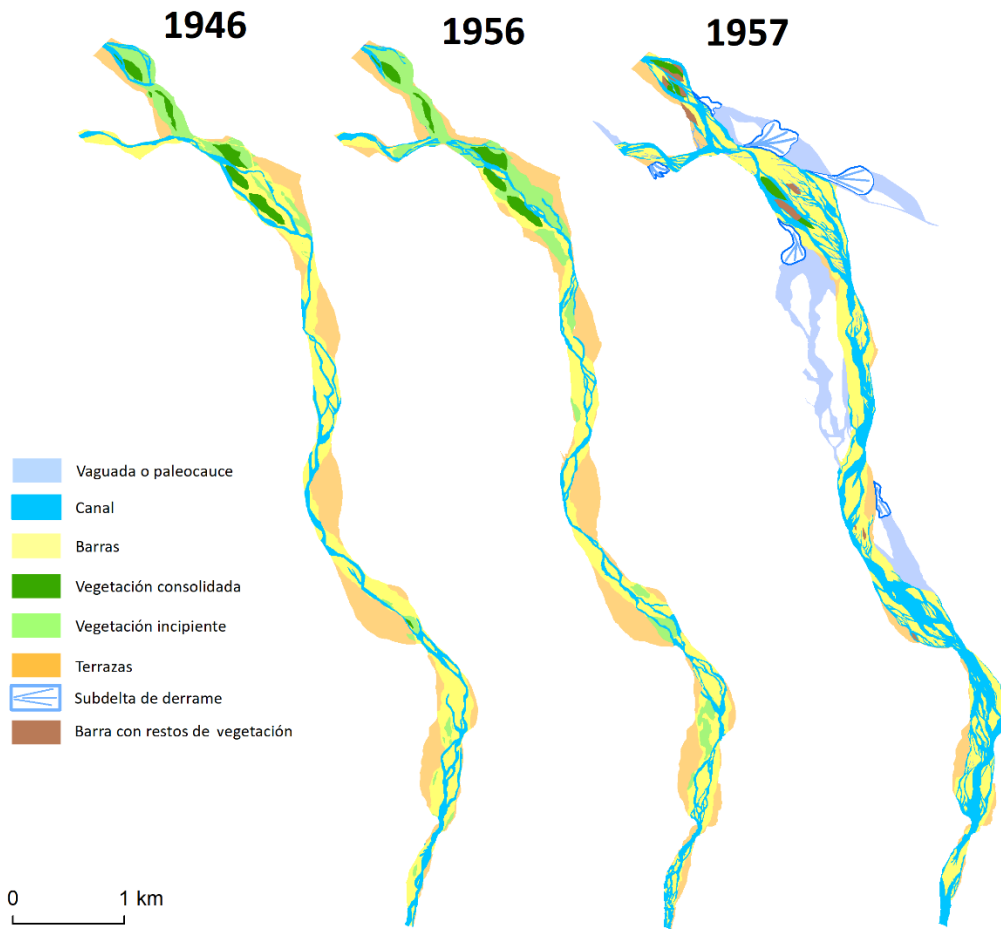 1946
1956
1957
Vaguada o paleocauce
Canal
Barras
Vegetación consolidada
Vegetación incipiente
Terrazas
Subdelta de derrame
Barra con restos de vegetación
0 1 km